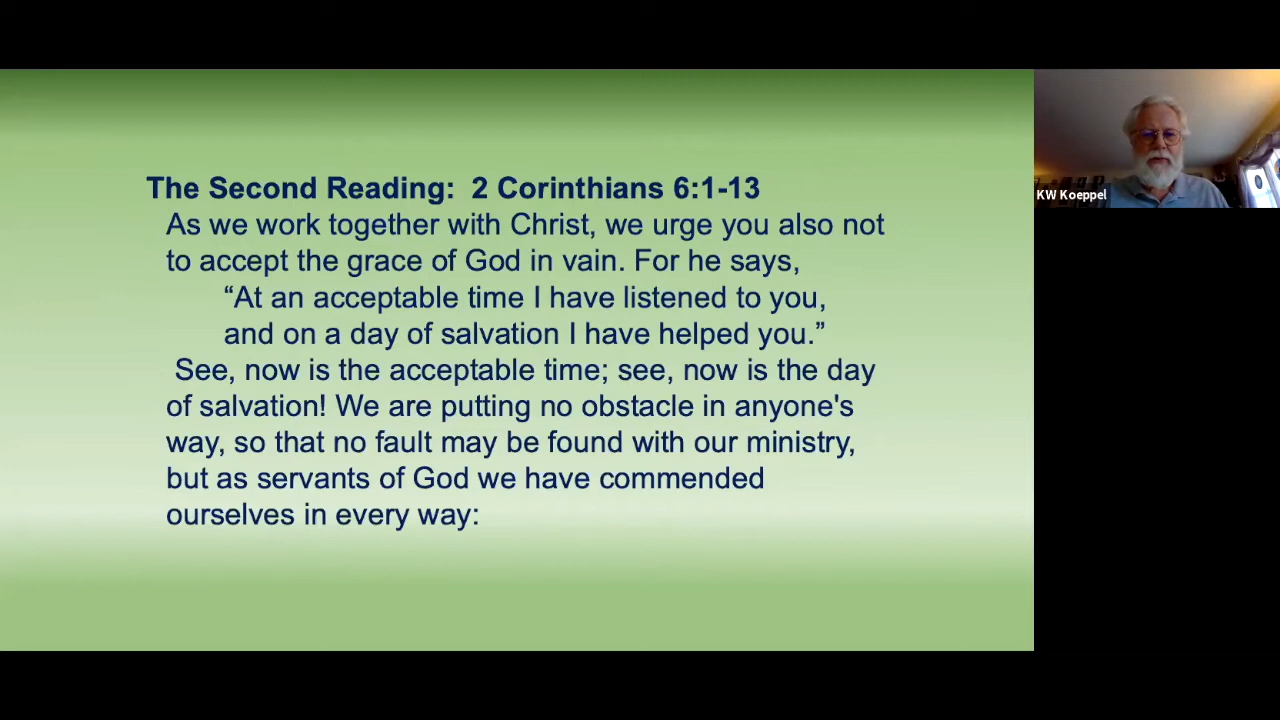 The Second Reading:  2 Corinthians 6:1-13
As we work together with Christ, we urge you also not
to accept the grace of God in vain. For he says,
“At an acceptable time I have listened to you,
and on a day of salvation I have helped you.”
See, now is the acceptable time; see, now is the day
of salvation! We are putting no obstacle in anyone's
way, so that no fault may be found with our ministry,
but as servants of God we have commended
ourselves in every way:
KW Koeppel